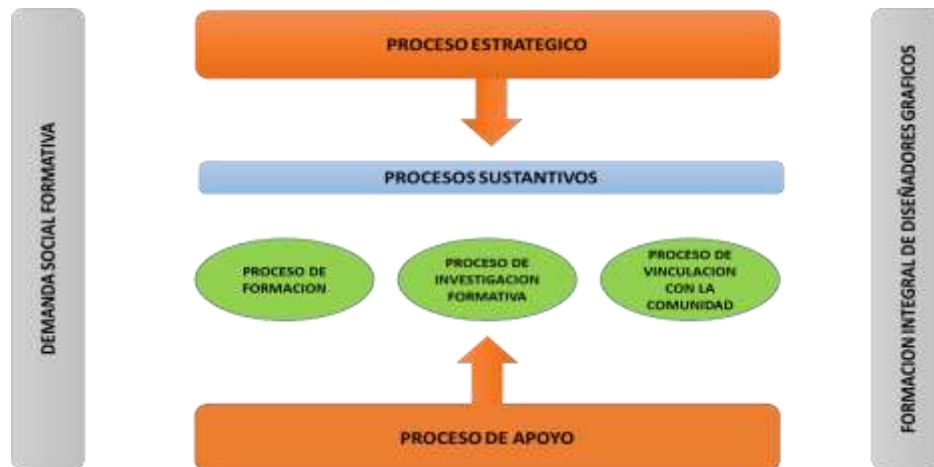 DEMANDA SOCIAL FORMATIVA
PROCESO ESTRATEGICO
PROCESOS SUSTANTIVOS
PROCESO DE
FORMACION
PROCESO DE
INVESTIGACION
FORMATIVA
PROCESO DE
VINCULACION
CON LA
COMUNIDAD
PROCESO DE APOYO
FORMACION INTEGRAL DE DISEÑADORES GRAFICOS